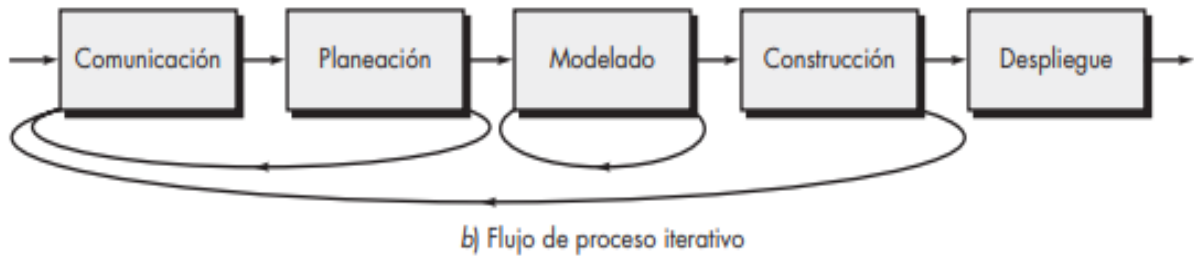 Comunicación
Planeación
Modelado
Construcción
Despliegue
b) Flujo de proceso iterativo